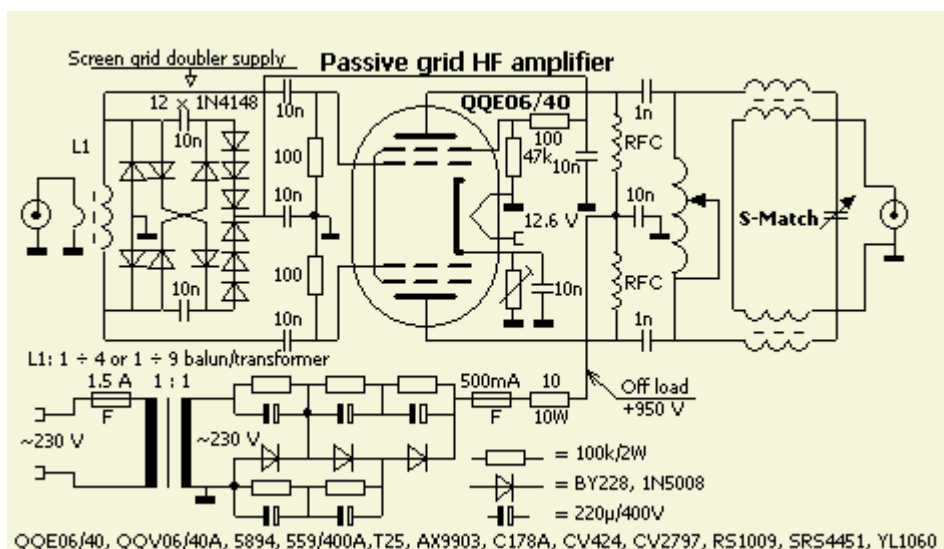 Screen grid doubler supply
Passive grid HF amplifier
12 × 1N4148
10n
QQE06/40
1n
10n
100
47k
10n
RFC
L1
100
10n
10n
12.6 V
S-Match
100
10n
RFC
10n
10n
1n
L1: 1 ÷ 4 or 1 ÷ 9 balun/transformer
1.5 A
1 : 1
F
~230 V
~230 V
500mA
F
10
10W
Off load
+950 V
= 100k/2W
= BY228, 1N5008
= 220µ/400V
QQE06/40, QQV06/40A, 5894, 559/400A,T25, AX9903, C178A, CV424, CV2797, RS1009, SRS4451, YL1060